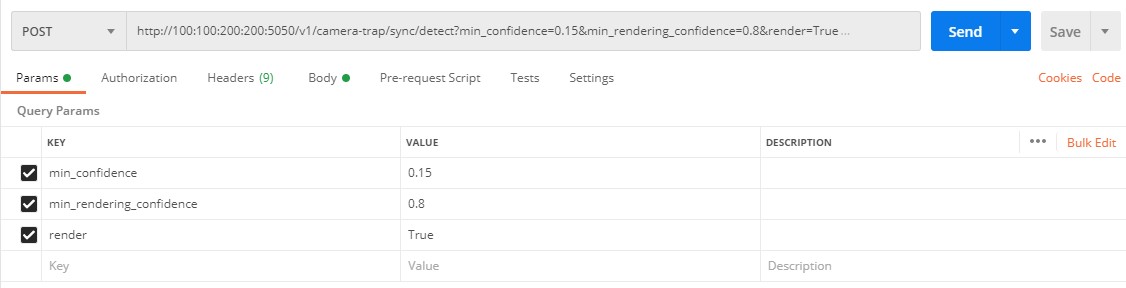 POST http://100:100:200:200:5050/v1/camera-trap/sync/detect?min_confidence=0.15&min_rendering_confidence=0.8&render=True ... Send Save
Params Authorization Headers (9) Body Pre-request Script Tests Settings Cookies Code
Query Params
KEY VALUE DESCRIPTION ••• Bulk Edit
min_confidence 0.15
min_rendering_confidence 0.8
render True
Key Value Description